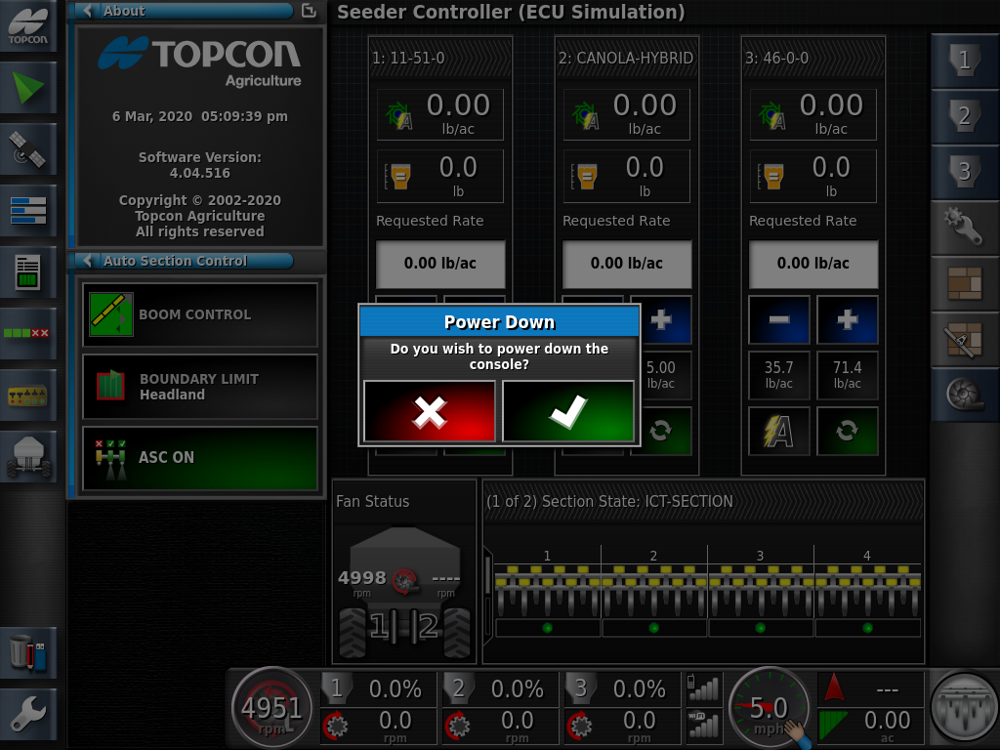 TOPCON
About
TOPCON
Agriculture
6 Mar, 2020 05:09:39 pm
Software Version:
4.04.516
Copyright © 2002-2020
Topcon Agriculture
All rights reserved
Auto Section Control
BOOM CONTROL
BOUNDARY LIMIT
Headland
ASC ON
Seeder Controller (ECU Simulation)
1: 11-51-0
2: CANOLA-HYBRID
3: 46-0-0
A 0.00
lb/ac
A 0.00
lb/ac
A 0.00
lb/ac
0.0
lb
0.0
lb
0.0
lb
Requested Rate
Requested Rate
Requested Rate
0.00 lb/ac
0.00 lb/ac
0.00 lb/ac
Power Down
Do you wish to power down the
console?
5.00
lb/ac
35.7
lb/ac
71.4
lb/ac
A
Fan Status
4998
rpm
----
rpm
1 2
(1 of 2) Section State: ICT-SECTION
1 2 3 4
1
2
3
4951
rpm
1 0.0%
0.0
rpm
2 0.0%
0.0
rpm
3 0.0%
0.0
rpm
WiFi
5.0
mph
---
0.00
ac